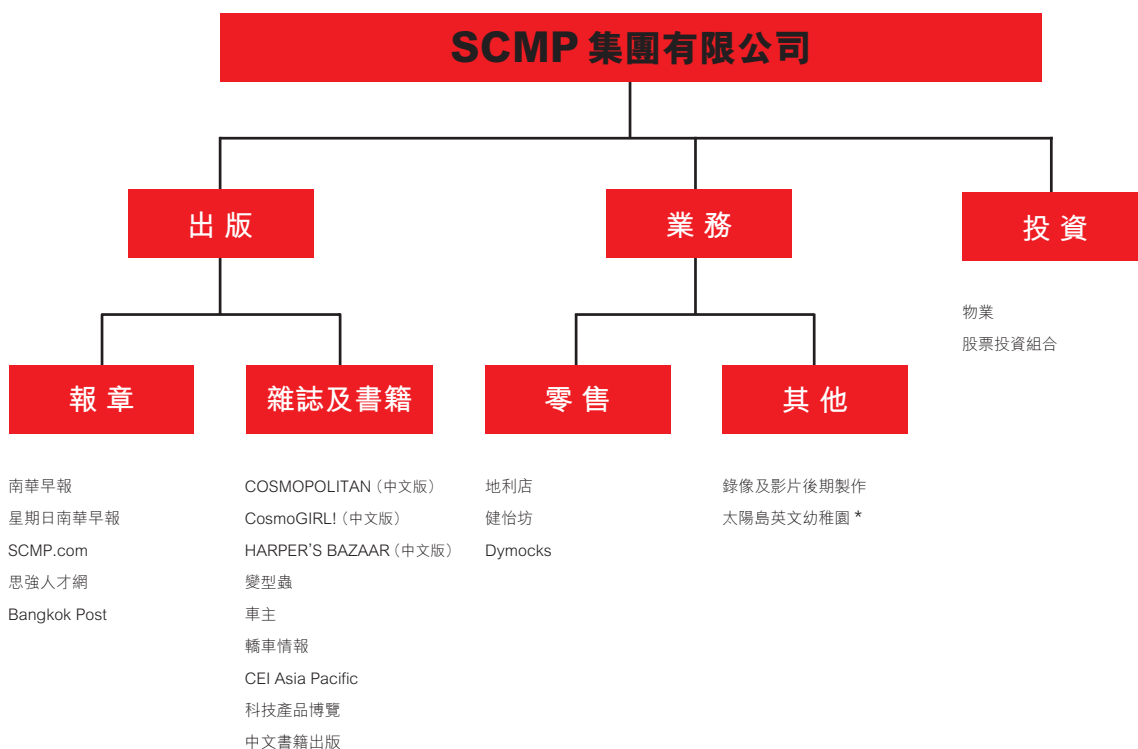 SCMP 集團有限公司
出版
業務
投資
物業
股票投資組合
報章
雜誌及書籍
零售
其他
南華早報
星期日南華早報
SCMP.com
思強人才網
Bangkok Post
COSMOPOLITAN（中文版）
CosmoGIRL!（中文版）
HARPER'S BAZAAR（中文版）
變型蟲
車主
轎車情報
CEI Asia Pacific
科技產品博覽
中文書籍出版
地利店
健怡坊
Dymocks
錄像及影片後期製作
太陽島英文幼稚園 *